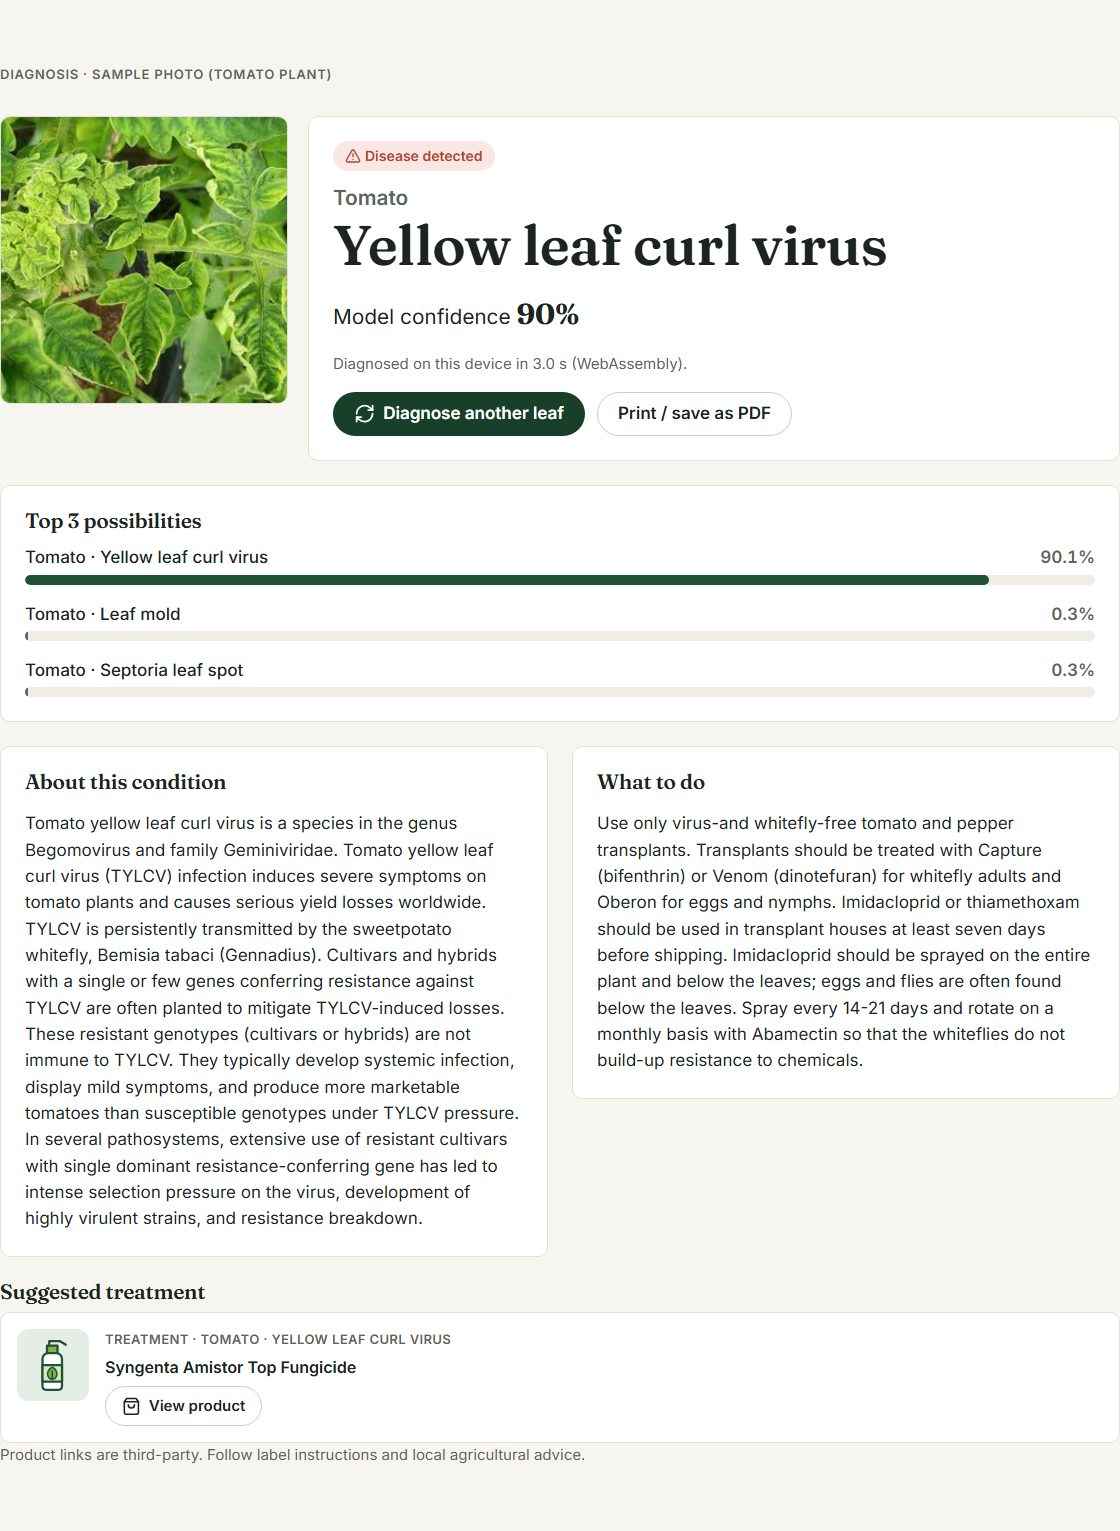 DIAGNOSIS · SAMPLE PHOTO (TOMATO PLANT)
Disease detected
Tomato
Yellow leaf curl virus
Model confidence 90%
Diagnosed on this device in 3.0 s (WebAssembly).
Diagnose another leaf
Print / save as PDF
Top 3 possibilities
Tomato · Yellow leaf curl virus 90.1%
Tomato · Leaf mold 0.3%
Tomato · Septoria leaf spot 0.3%
About this condition
Tomato yellow leaf curl virus is a species in the genus
Begomovirus and family Geminiviridae. Tomato yellow leaf
curl virus (TYLCV) infection induces severe symptoms on
tomato plants and causes serious yield losses worldwide.
TYLCV is persistently transmitted by the sweetpotato
whitefly, Bemisia tabaci (Gennadius). Cultivars and hybrids
with a single or few genes conferring resistance against
TYLCV are often planted to mitigate TYLCV-induced losses.
These resistant genotypes (cultivars or hybrids) are not
immune to TYLCV. They typically develop systemic infection,
display mild symptoms, and produce more marketable
tomatoes than susceptible genotypes under TYLCV pressure.
In several pathosystems, extensive use of resistant cultivars
with single dominant resistance-conferring gene has led to
intense selection pressure on the virus, development of
highly virulent strains, and resistance breakdown.
What to do
Use only virus-and whitefly-free tomato and pepper
transplants. Transplants should be treated with Capture
(bifenthrin) or Venom (dinotefuran) for whitefly adults and
Oberon for eggs and nymphs. Imidacloprid or thiamethoxam
should be used in transplant houses at least seven days
before shipping. Imidacloprid should be sprayed on the entire
plant and below the leaves; eggs and flies are often found
below the leaves. Spray every 14-21 days and rotate on a
monthly basis with Abamectin so that the whiteflies do not
build-up resistance to chemicals.
Suggested treatment
TREATMENT · TOMATO · YELLOW LEAF CURL VIRUS
Syngenta Amistor Top Fungicide
View product
Product links are third-party. Follow label instructions and local agricultural advice.